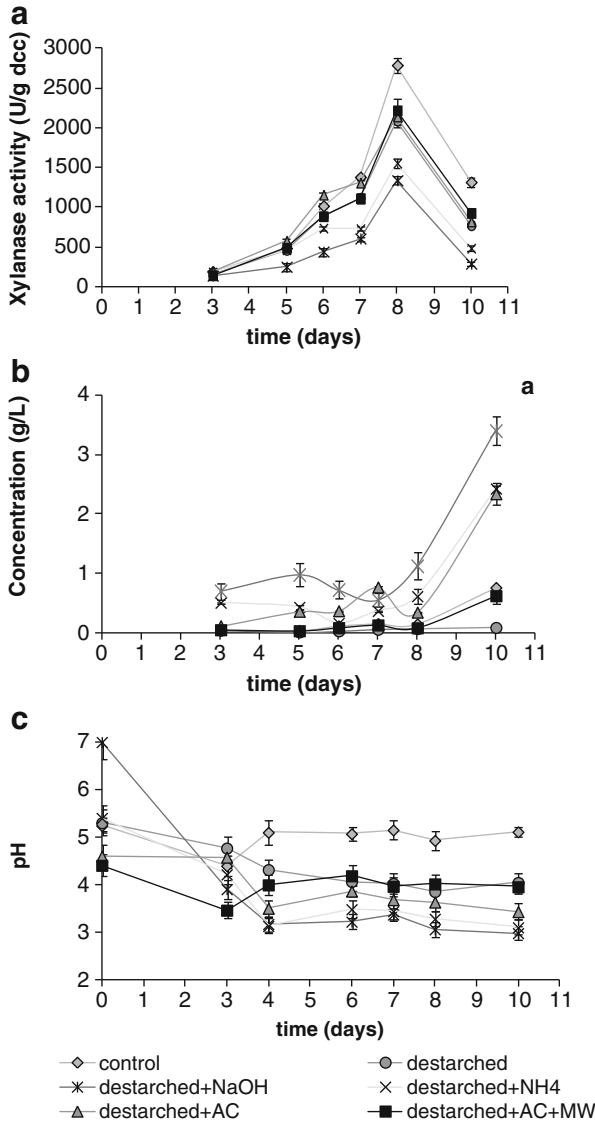 a
Xylanase activity (U/g dcc)
3000
2500
2000
1500
1000
500
0
0 1 2 3 4 5 6 7 8 9 10 11
time (days)
b
a
Concentration (g/L)
4
3
2
1
0
0 1 2 3 4 5 6 7 8 9 10 11
time (days)
c
pH
7
6
5
4
3
2
0 1 2 3 4 5 6 7 8 9 10 11
time (days)
control destarched
destarched+NaOH destarched+NH4
destarched+AC destarched+AC+MW